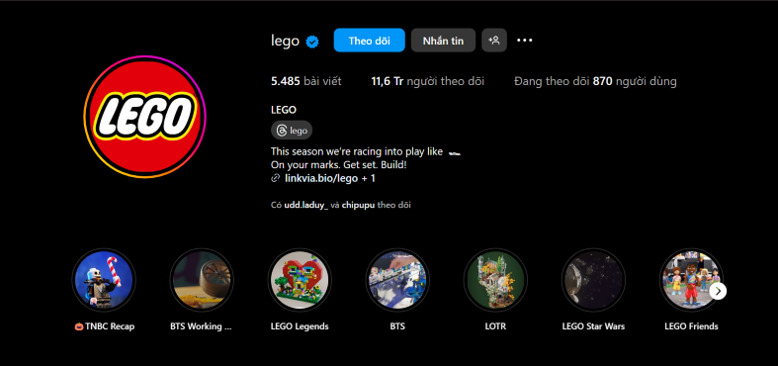 LEGO
lego
Theo dõi
Nhắn tin
5.485 bài viết
11,6 Tr người theo dõi
Đang theo dõi 870 người dùng
LEGO
lego
This season we're racing into play like
On your marks. Get set. Build!
linkvia.bio/lego + 1
Có udd.laduy_ và chipupu theo dõi
🎃 TNBC Recap
BTS Working ...
LEGO Legends
BTS
LOTR
LEGO Star Wars
LEGO Friends